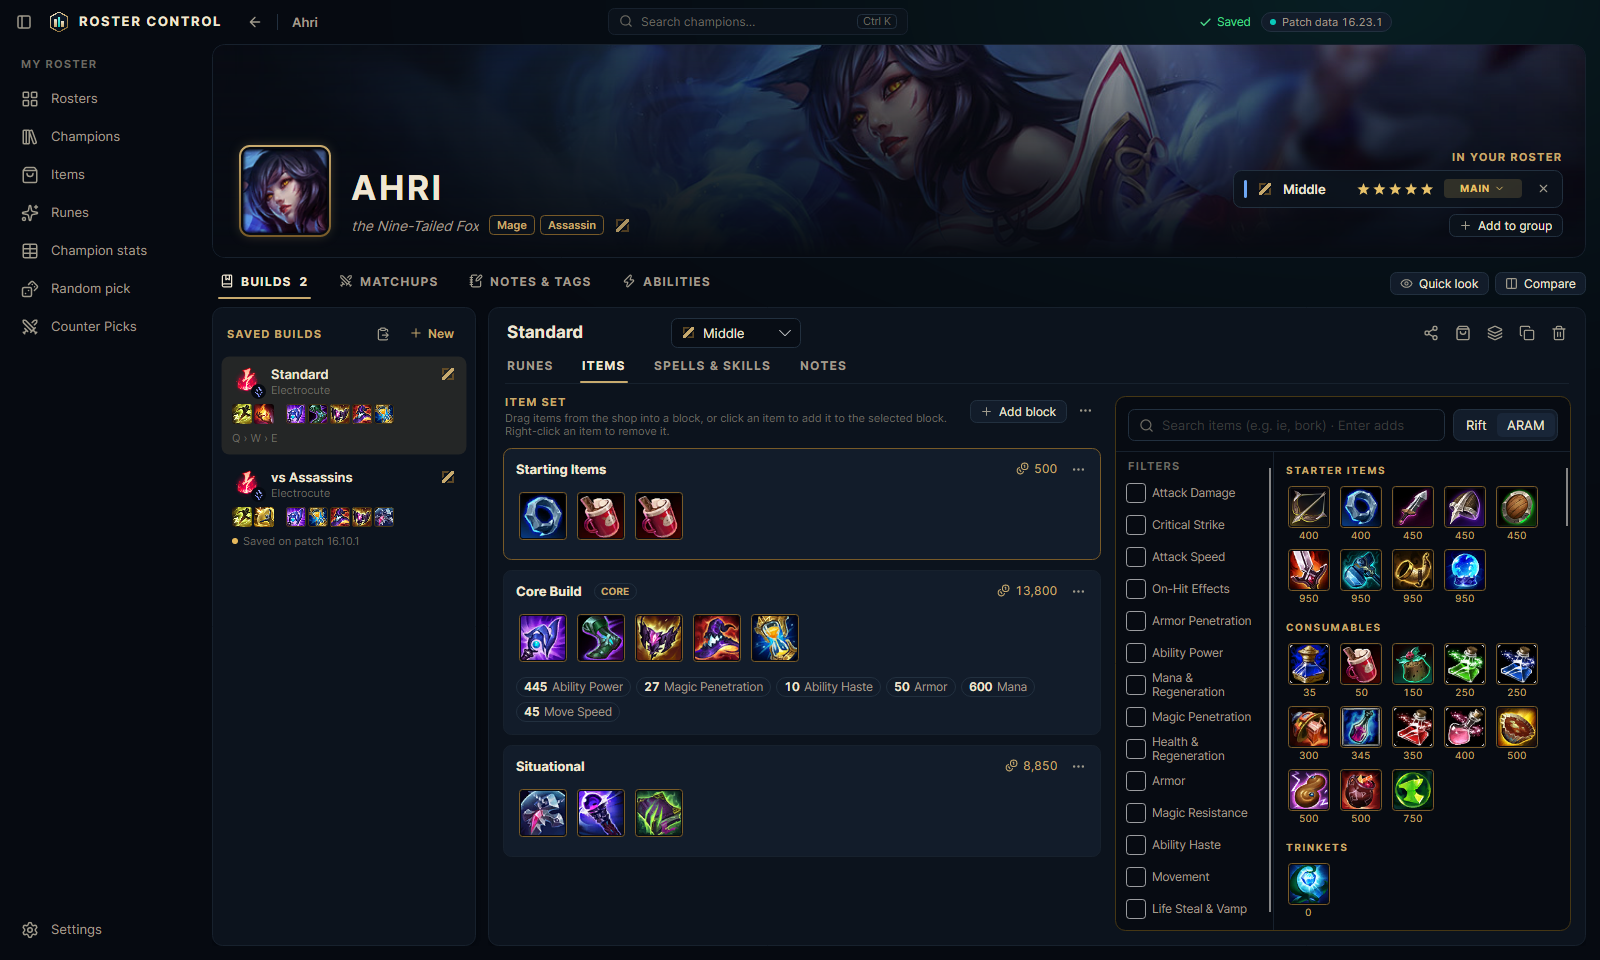 ROSTER CONTROL
Ahri
Search champions...
Ctrl K
Saved
Patch data 16.23.1
MY ROSTER
Rosters
Champions
Items
Runes
Champion stats
Random pick
Counter Picks
Settings
AHRI
the Nine-Tailed Fox
Mage
Assassin
IN YOUR ROSTER
Middle
MAIN
Add to group
BUILDS 2
MATCHUPS
NOTES & TAGS
ABILITIES
Quick look
Compare
SAVED BUILDS
New
Standard
Electrocute
Q › W › E
vs Assassins
Electrocute
Saved on patch 16.10.1
Standard
Middle
RUNES
ITEMS
SPELLS & SKILLS
NOTES
ITEM SET
Drag items from the shop into a block, or click an item to add it to the selected block.
Right-click an item to remove it.
Add block
Starting Items
500
Core Build
CORE
13,800
445 Ability Power
27 Magic Penetration
10 Ability Haste
50 Armor
600 Mana
45 Move Speed
Situational
8,850
Search items (e.g. ie, bork) · Enter adds
Rift
ARAM
FILTERS
Attack Damage
Critical Strike
Attack Speed
On-Hit Effects
Armor Penetration
Ability Power
Mana &
Regeneration
Magic Penetration
Health &
Regeneration
Armor
Magic Resistance
Ability Haste
Movement
Life Steal & Vamp
STARTER ITEMS
400 400 450 450 450
950 950 950 950
CONSUMABLES
35 50 150 250 250
300 345 350 400 500
500 500 750
TRINKETS
0